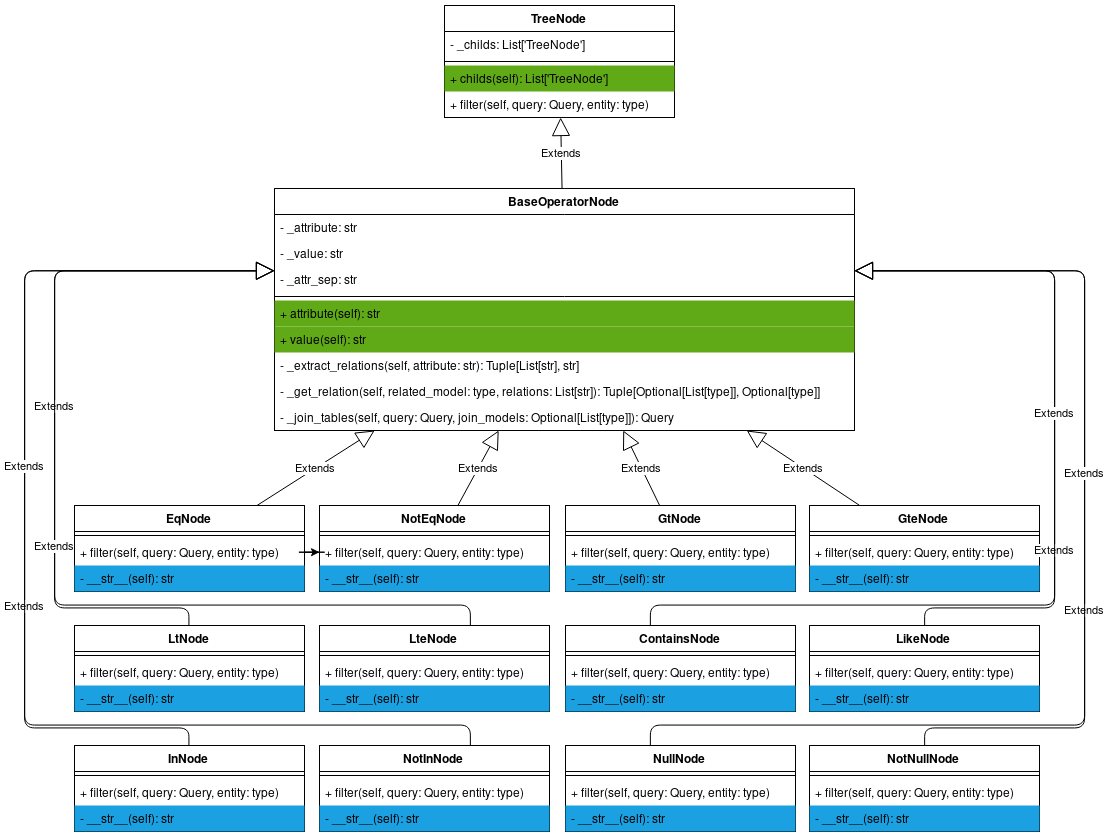 TreeNode
- _childs: List['TreeNode']
+ childs(self): List['TreeNode']
+ filter(self, query: Query, entity: type)
Extends
BaseOperatorNode
- _attribute: str
- _value: str
- _attr_sep: str
+ attribute(self): str
+ value(self): str
- _extract_relations(self, attribute: str): Tuple[List[str], str]
- _get_relation(self, related_model: type, relations: List[str]): Tuple[Optional[List[type]], Optional[type]]
- _join_tables(self, query: Query, join_models: Optional[List[type]]): Query
Extends
Extends
Extends
Extends
Extends
Extends
Extends
Extends
Extends
Extends
Extends
Extends
EqNode
+ filter(self, query: Query, entity: type)
- __str__(self): str
NotEqNode
+ filter(self, query: Query, entity: type)
- __str__(self): str
GtNode
+ filter(self, query: Query, entity: type)
- __str__(self): str
GteNode
+ filter(self, query: Query, entity: type)
- __str__(self): str
LtNode
+ filter(self, query: Query, entity: type)
- __str__(self): str
LteNode
+ filter(self, query: Query, entity: type)
- __str__(self): str
ContainsNode
+ filter(self, query: Query, entity: type)
- __str__(self): str
LikeNode
+ filter(self, query: Query, entity: type)
- __str__(self): str
InNode
+ filter(self, query: Query, entity: type)
- __str__(self): str
NotInNode
+ filter(self, query: Query, entity: type)
- __str__(self): str
NullNode
+ filter(self, query: Query, entity: type)
- __str__(self): str
NotNullNode
+ filter(self, query: Query, entity: type)
- __str__(self): str